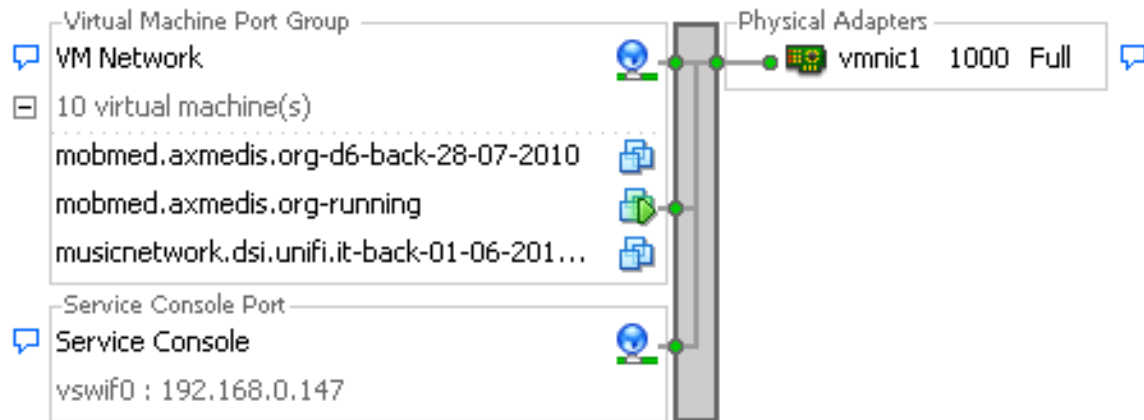 Virtual Machine Port Group
VM Network
10 virtual machine(s)
mobmed.axmedis.org-d6-back-28-07-2010
mobmed.axmedis.org-running
musicnetwork.dsi.unifi.it-back-01-06-201...
Service Console Port
Service Console
vswif0 : 192.168.0.147
Physical Adapters
vmnic1 1000 Full